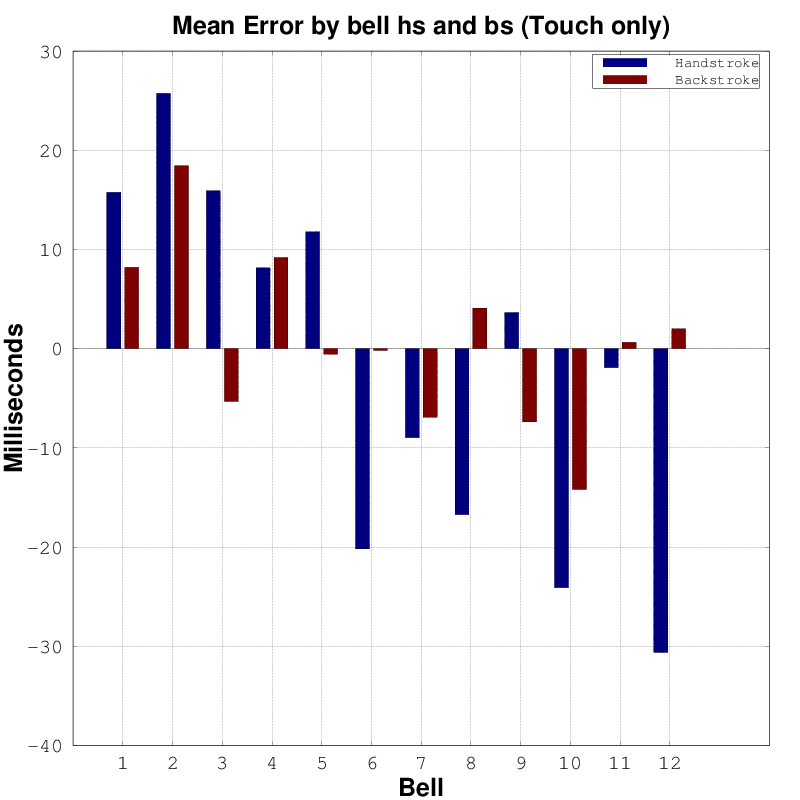 Mean Error by bell hs and bs (Touch only)
Handstroke
Backstroke
30
20
10
0
-10
-20
-30
-40
Milliseconds
1 2 3 4 5 6 7 8 9 10 11 12
Bell